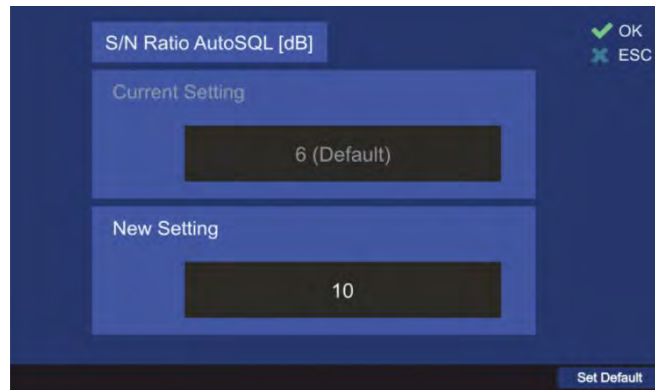 S/N Ratio AutoSQL [dB]
OK
ESC
Current Setting
6 (Default)
New Setting
10
Set Default